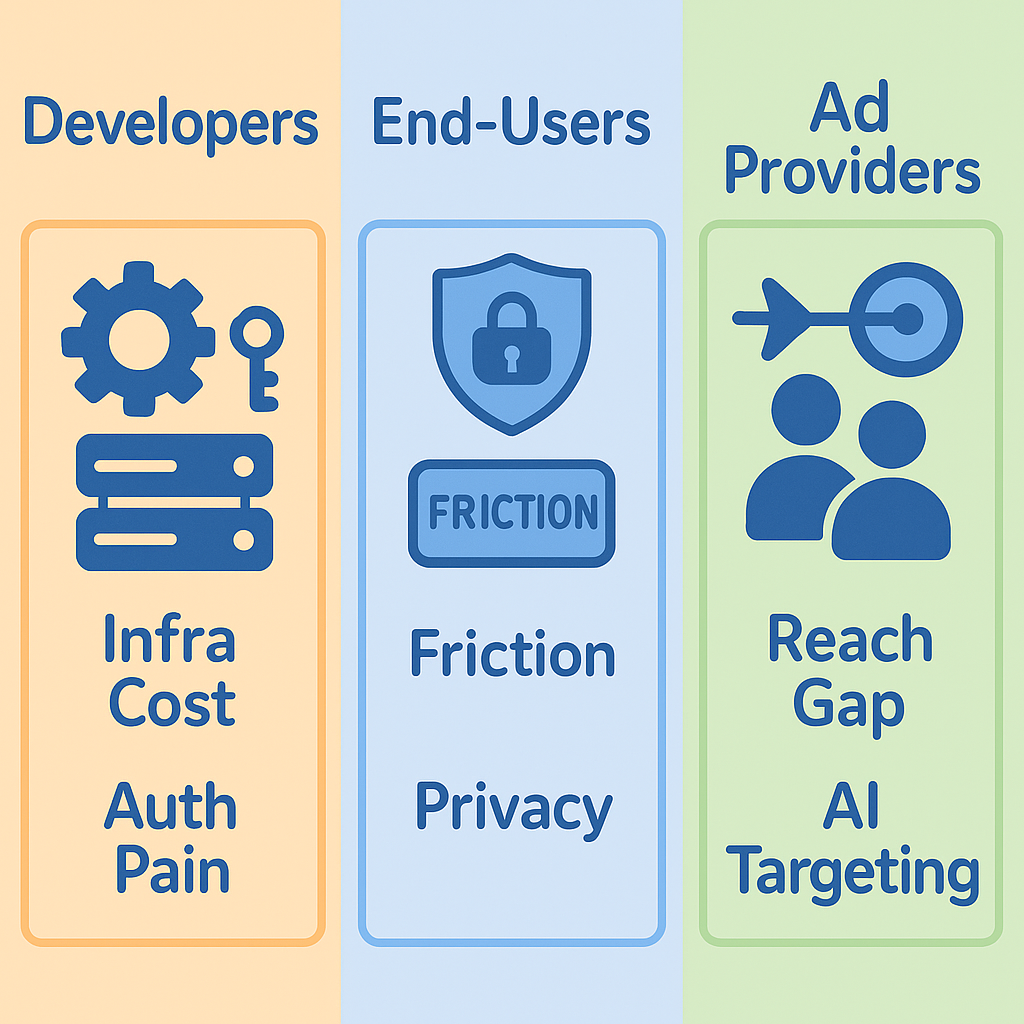 Developers
Infra
Cost
Auth
Pain
End-Users
FRICTION
Friction
Privacy
Ad
Providers
Reach
Gap
AI
Targeting